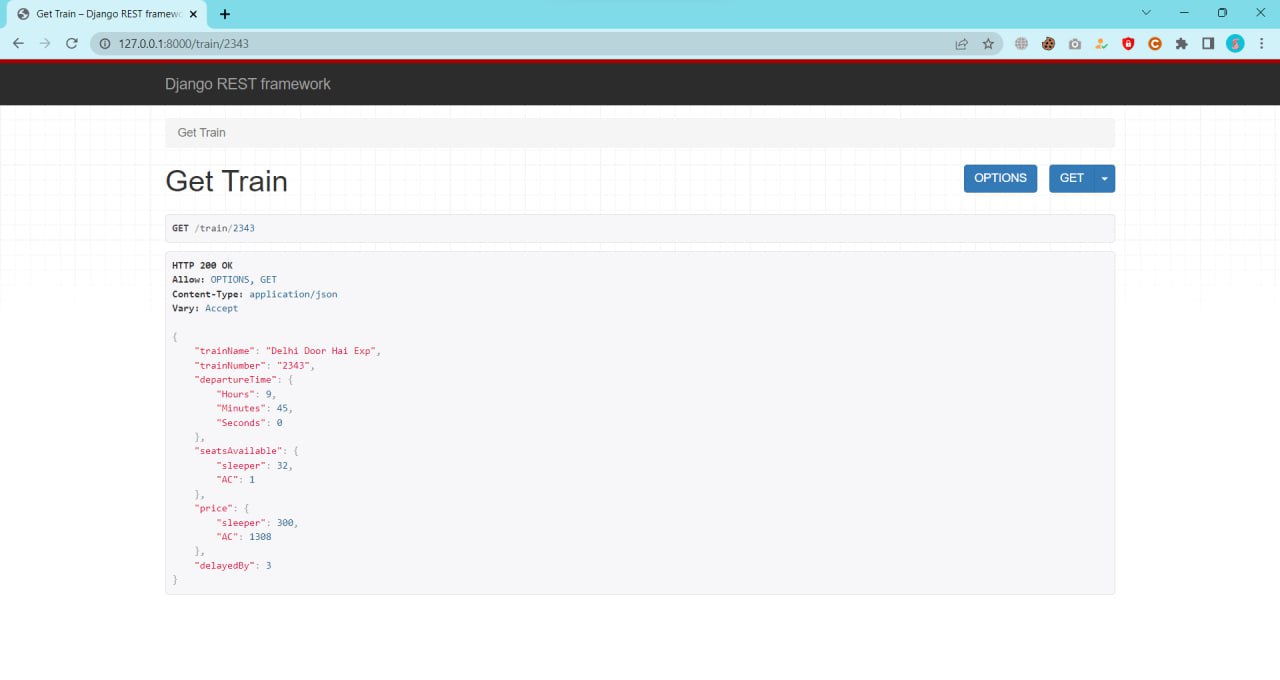 Get Train – Django REST framewo
127.0.0.1:8000/train/2343
Django REST framework
Get Train
Get Train
OPTIONS
GET
GET /train/2343
HTTP 200 OK
Allow: OPTIONS, GET
Content-Type: application/json
Vary: Accept
{
    "trainName": "Delhi Door Hai Exp",
    "trainNumber": "2343",
    "departureTime": {
        "Hours": 9,
        "Minutes": 45,
        "Seconds": 0
    },
    "seatsAvailable": {
        "sleeper": 32,
        "AC": 1
    },
    "price": {
        "sleeper": 300,
        "AC": 1308
    },
    "delayedBy": 3
}